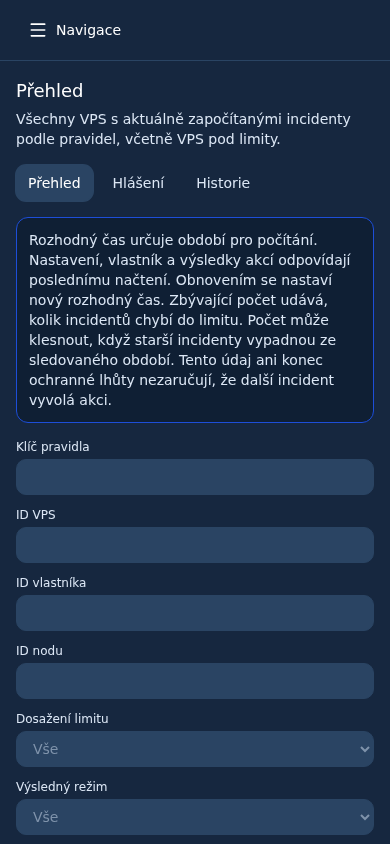 Navigace
Přehled
Všechny VPS s aktuálně započítanými incidenty
podle pravidel, včetně VPS pod limity.
Přehled
Hlášení
Historie
Rozhodný čas určuje období pro počítání.
Nastavení, vlastník a výsledky akcí odpovídají
poslednímu načtení. Obnovením se nastaví
nový rozhodný čas. Zbývající počet udává,
kolik incidentů chybí do limitu. Počet může
klesnout, když starší incidenty vypadnou ze
sledovaného období. Tento údaj ani konec
ochranné lhůty nezaručují, že další incident
vyvolá akci.
Klíč pravidla
ID VPS
ID vlastníka
ID nodu
Dosažení limitu
Vše
Výsledný režim
Vše